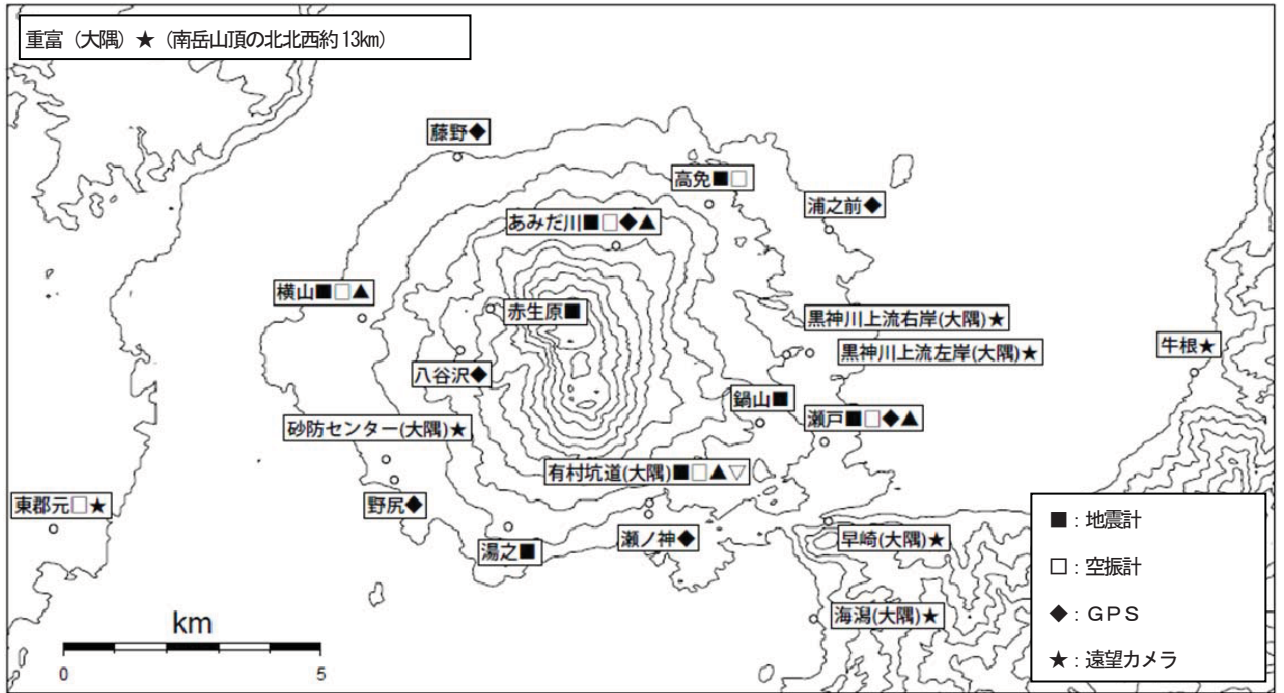 重富(大隅)★(南岳山頂の北北西約13km)
藤野◆
高免■□
浦之前◆
あみだ川■□◆▲
横山■□▲
赤生原■
黒神川上流右岸(大隅)★
黒神川上流左岸(大隅)★
牛根★
八谷沢◆
鍋山■
瀬戸■□◆▲
砂防センター(大隅)★
有村坑道(大隅)■□▲▽
東郡元□★
野尻◆
湯之■
瀬ノ神◆
早崎(大隅)★
海潟(大隅)★
■:地震計
□:空振計
◆:GPS
★:遠望カメラ
km
0 5